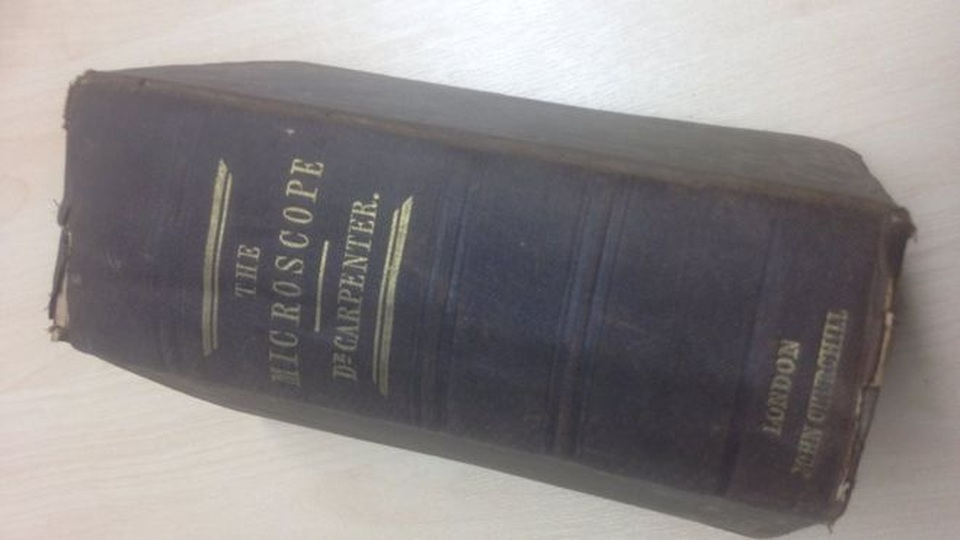 THE
MICROSCOPE
DR CARPENTER.
LONDON
JOHN CHURCHILL